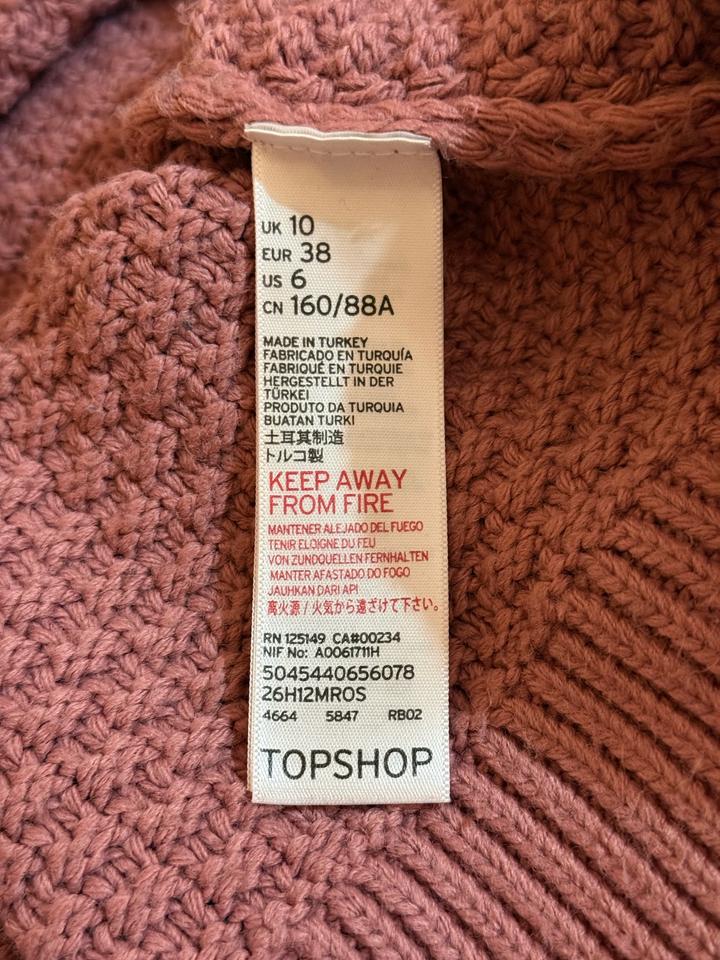 UK 10
EUR 38
US 6
CN 160/88A
MADE IN TURKEY
FABRICADO EN TURQUÍA
FABRIQUÉ EN TURQUIE
HERGESTELLT IN DER
TÜRKEI
PRODUTO DA TURQUIA
BUATAN TURKI
土耳其制造
トルコ製
KEEP AWAY
FROM FIRE
MANTENER ALEJADO DEL FUEGO
TENIR ELOIGNE DU FEU
VON ZUNDQUELLEN FERNHALTEN
MANTER AFASTADO DO FOGO
JAUHKAN DARI API
离火源 / 火気から遠ざけて下さい。
RN 125149 CA#00234
NIF No: A0061711H
5045440656078
26H12MROS
4664 5847 RB02
TOPSHOP